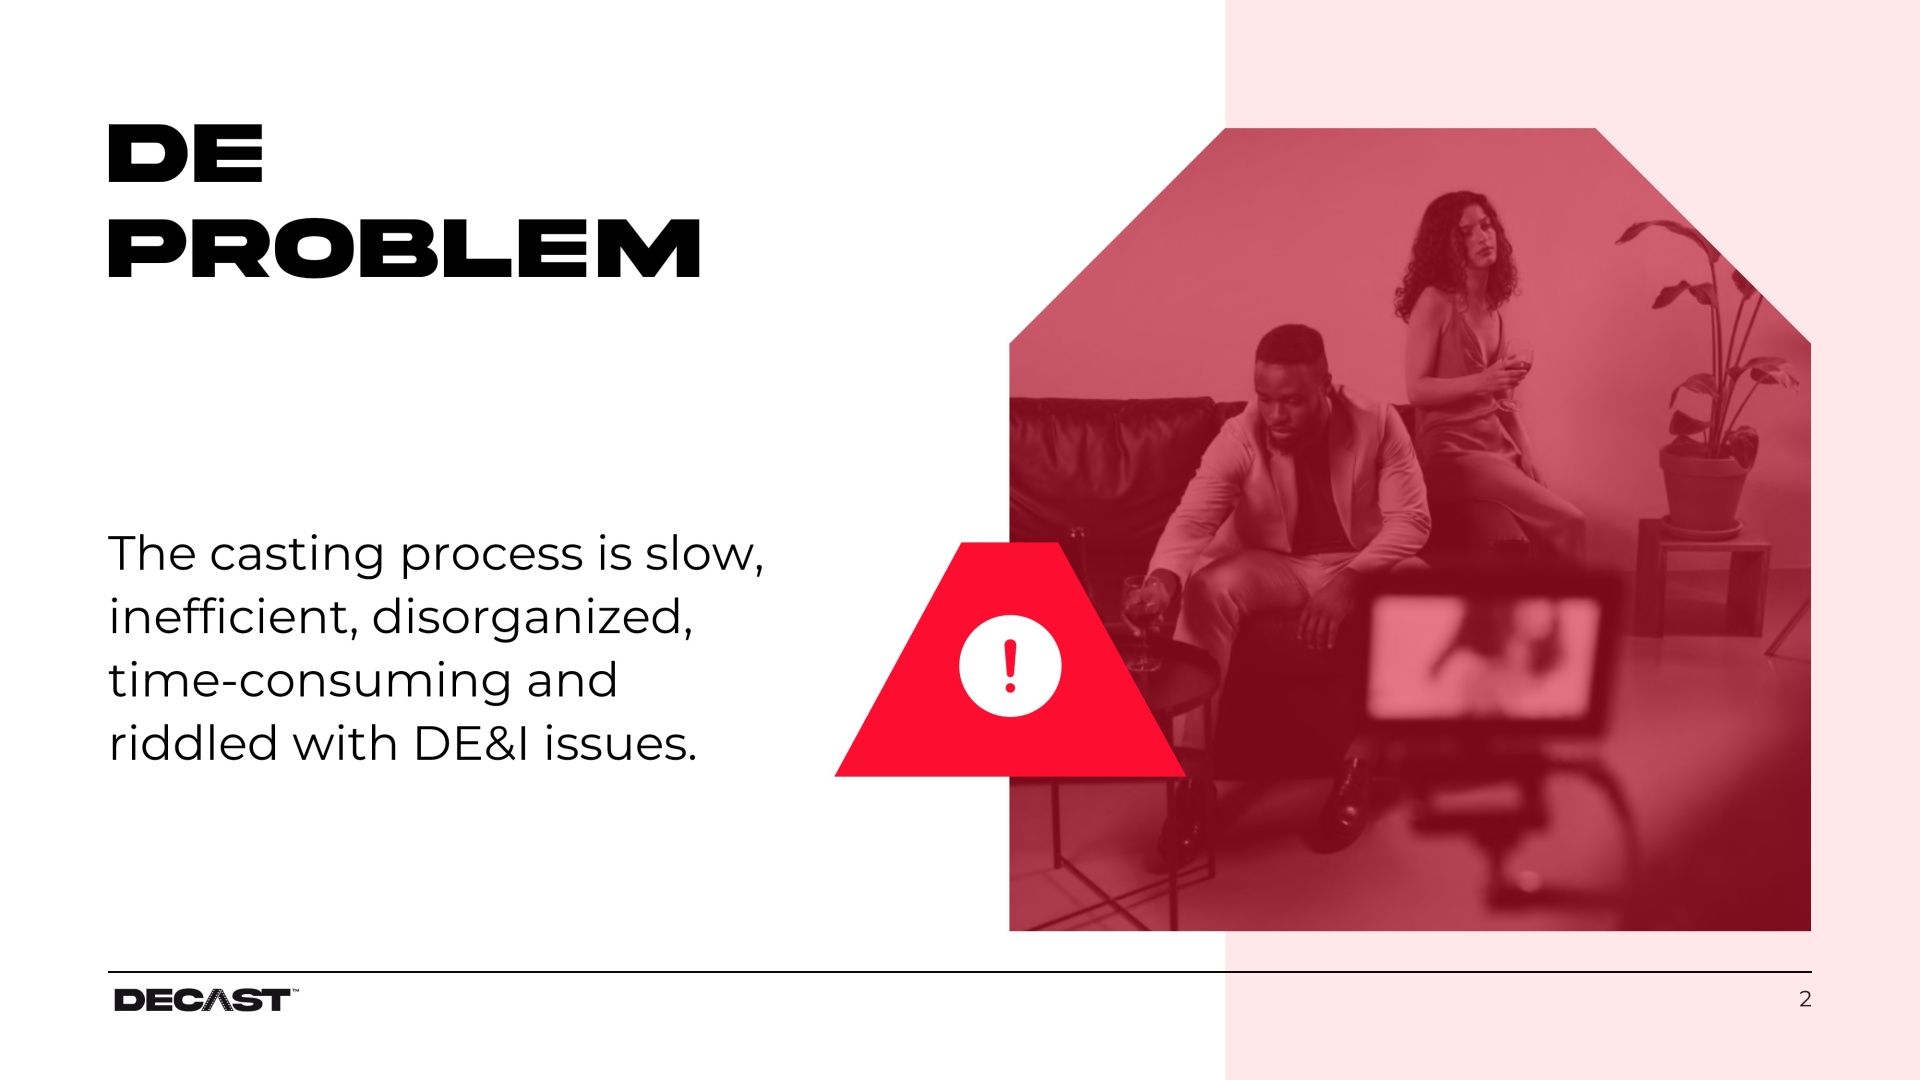 DE
PROBLEM
The casting process is slow,
inefficient, disorganized,
time-consuming and
riddled with DE&I issues.
!
DECAST™
2